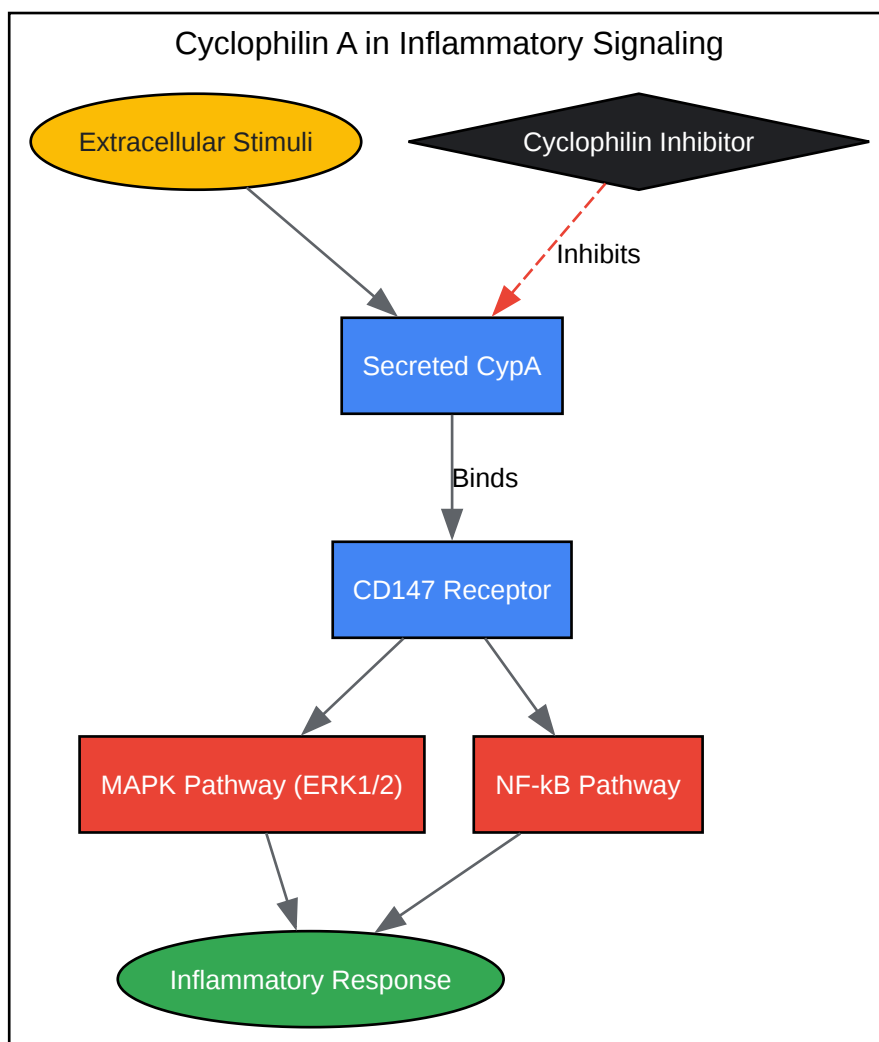 Cyclophilin A in Inflammatory Signaling
Extracellular Stimuli
Cyclophilin Inhibitor
Inhibits
Secreted CypA
Binds
CD147 Receptor
MAPK Pathway (ERK1/2)
NF-kB Pathway
Inflammatory Response